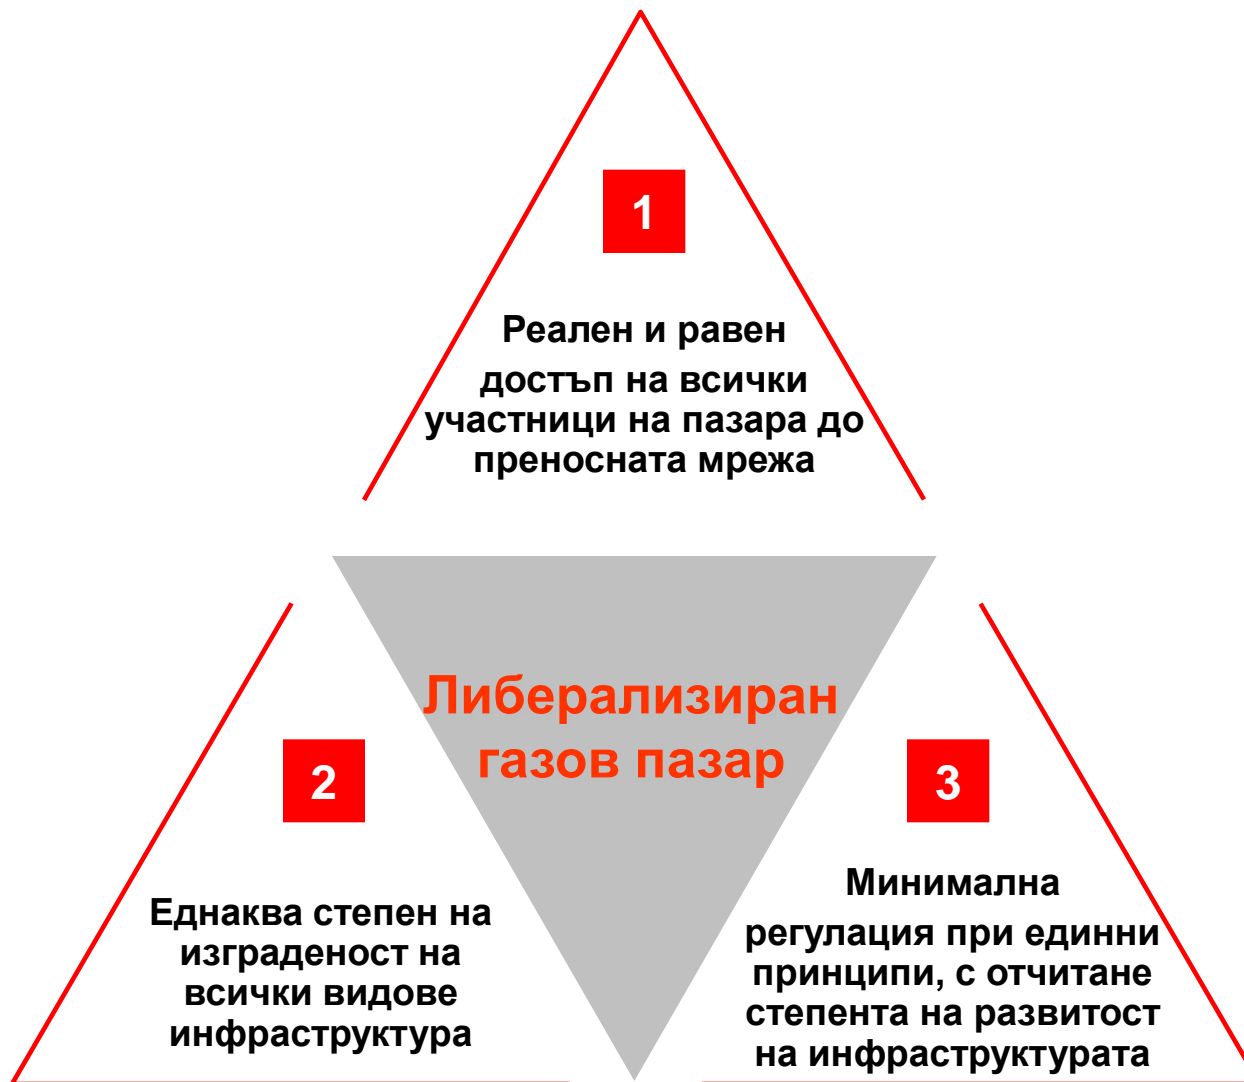 1
Реален и равен
достъп на всички
участници на пазара до
преносната мрежа
Либерализиран
газов пазар
2
Еднаква степен на
изграденост на
всички видове
инфраструктура
3
Минимална
регулация при единни
принципи, с отчитане
степента на развитост
на инфраструктурата